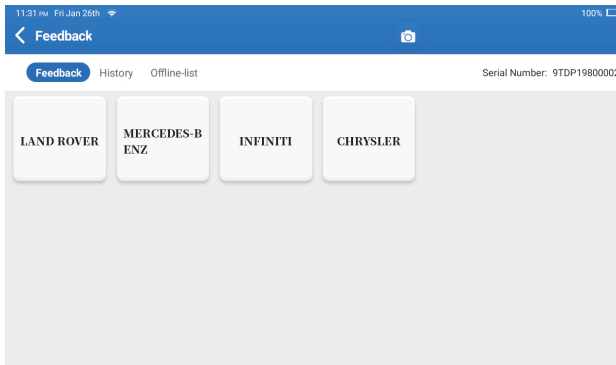 11:31 PM Fri Jan 26th 100%
Feedback
Feedback History Offline-list Serial Number: 9TDP1980000
LAND ROVER
MERCEDES-B
ENZ
INFINITI
CHRYSLER